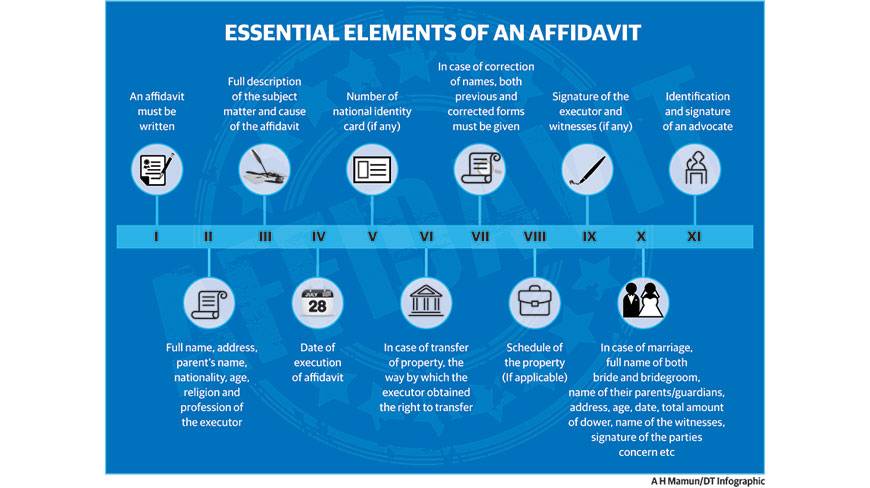 ESSENTIAL ELEMENTS OF AN AFFIDAVIT
An affidavit
must be
written
Full description
of the subject
matter and cause
of the affidavit
Number of
national identity
card (if any)
In case of correction
of names, both
previous and
corrected forms
must be given
Signature of the
executor and
witnesses (if any)
Identification
and signature
of an advocate
I II III IV V VI VII VIII IX X XI
JULY
28
Full name, address,
parent's name,
nationality, age,
religion and
profession of
the executor
Date of
execution
of affidavit
In case of transfer
of property, the
way by which the
executor obtained
the right to transfer
Schedule of
the property
(If applicable)
In case of marriage,
full name of both
bride and bridegroom,
name of their parents/guardians,
address, age, date, total amount
of dower, name of the witnesses,
signature of the parties
concern etc
AFFIDAVIT
A H Mamun/DT Infographic